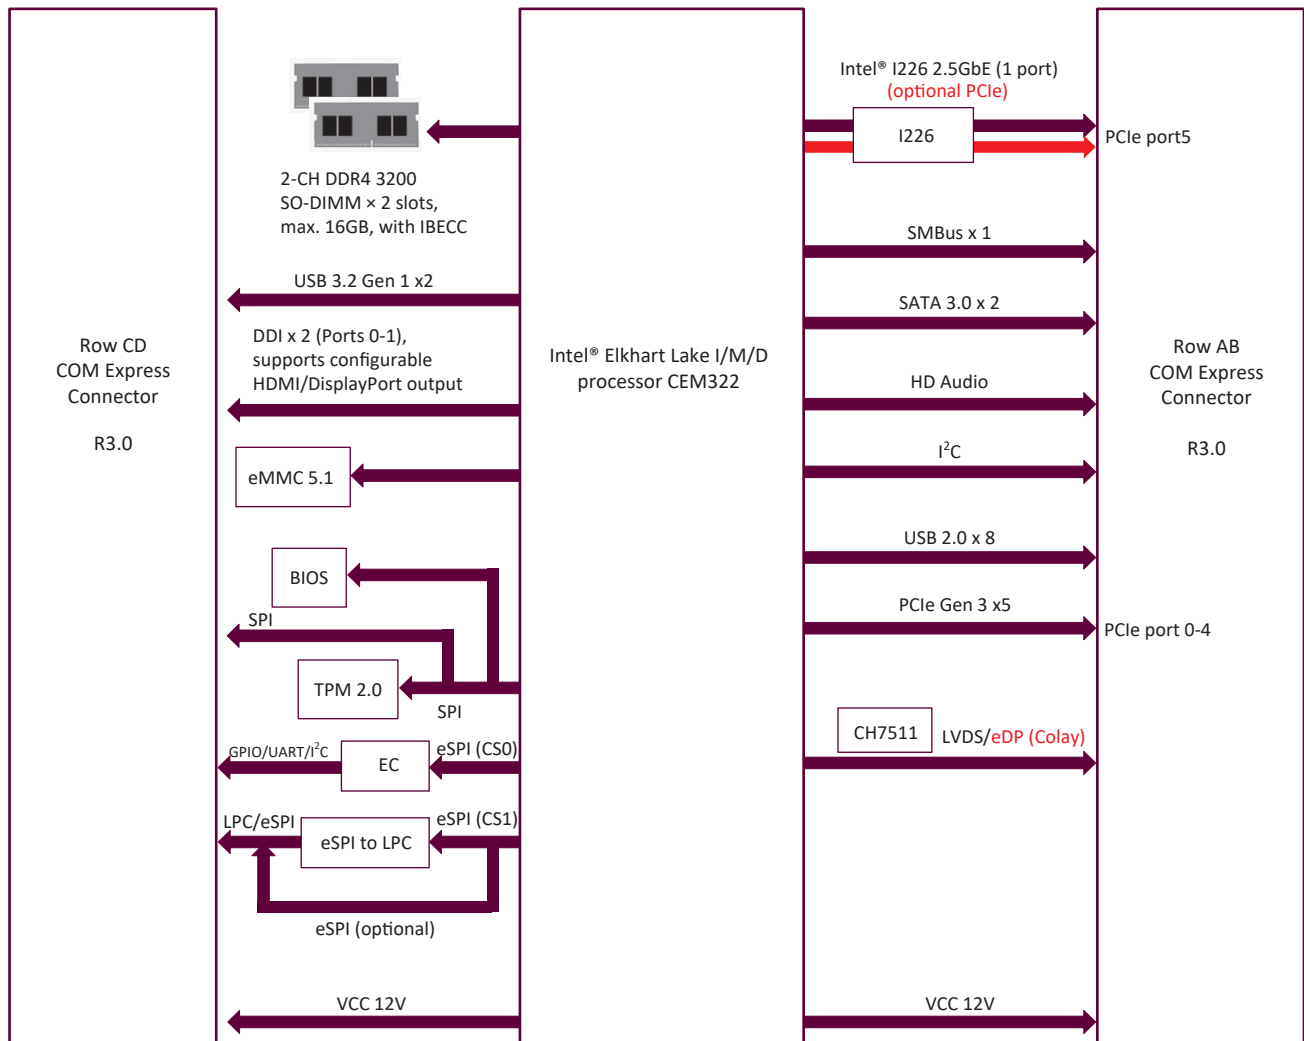 Intel® I226 2.5GbE (1 port)
(optional PCIe)
I226
PCIe port5
2-CH DDR4 3200
SO-DIMM × 2 slots,
max. 16GB, with IBECC
SMBus x 1
USB 3.2 Gen 1 x2
SATA 3.0 x 2
DDI x 2 (Ports 0-1),
supports configurable
HDMI/DisplayPort output
Row CD
COM Express
Connector
R3.0
Intel® Elkhart Lake I/M/D
processor CEM322
Row AB
COM Express
Connector
R3.0
HD Audio
I²C
eMMC 5.1
USB 2.0 x 8
BIOS
SPI
PCIe Gen 3 x5
PCIe port 0-4
TPM 2.0
SPI
CH7511
LVDS/eDP (Colay)
GPIO/UART/I²C
EC
eSPI (CS0)
LPC/eSPI
eSPI to LPC
eSPI (CS1)
eSPI (optional)
VCC 12V
VCC 12V